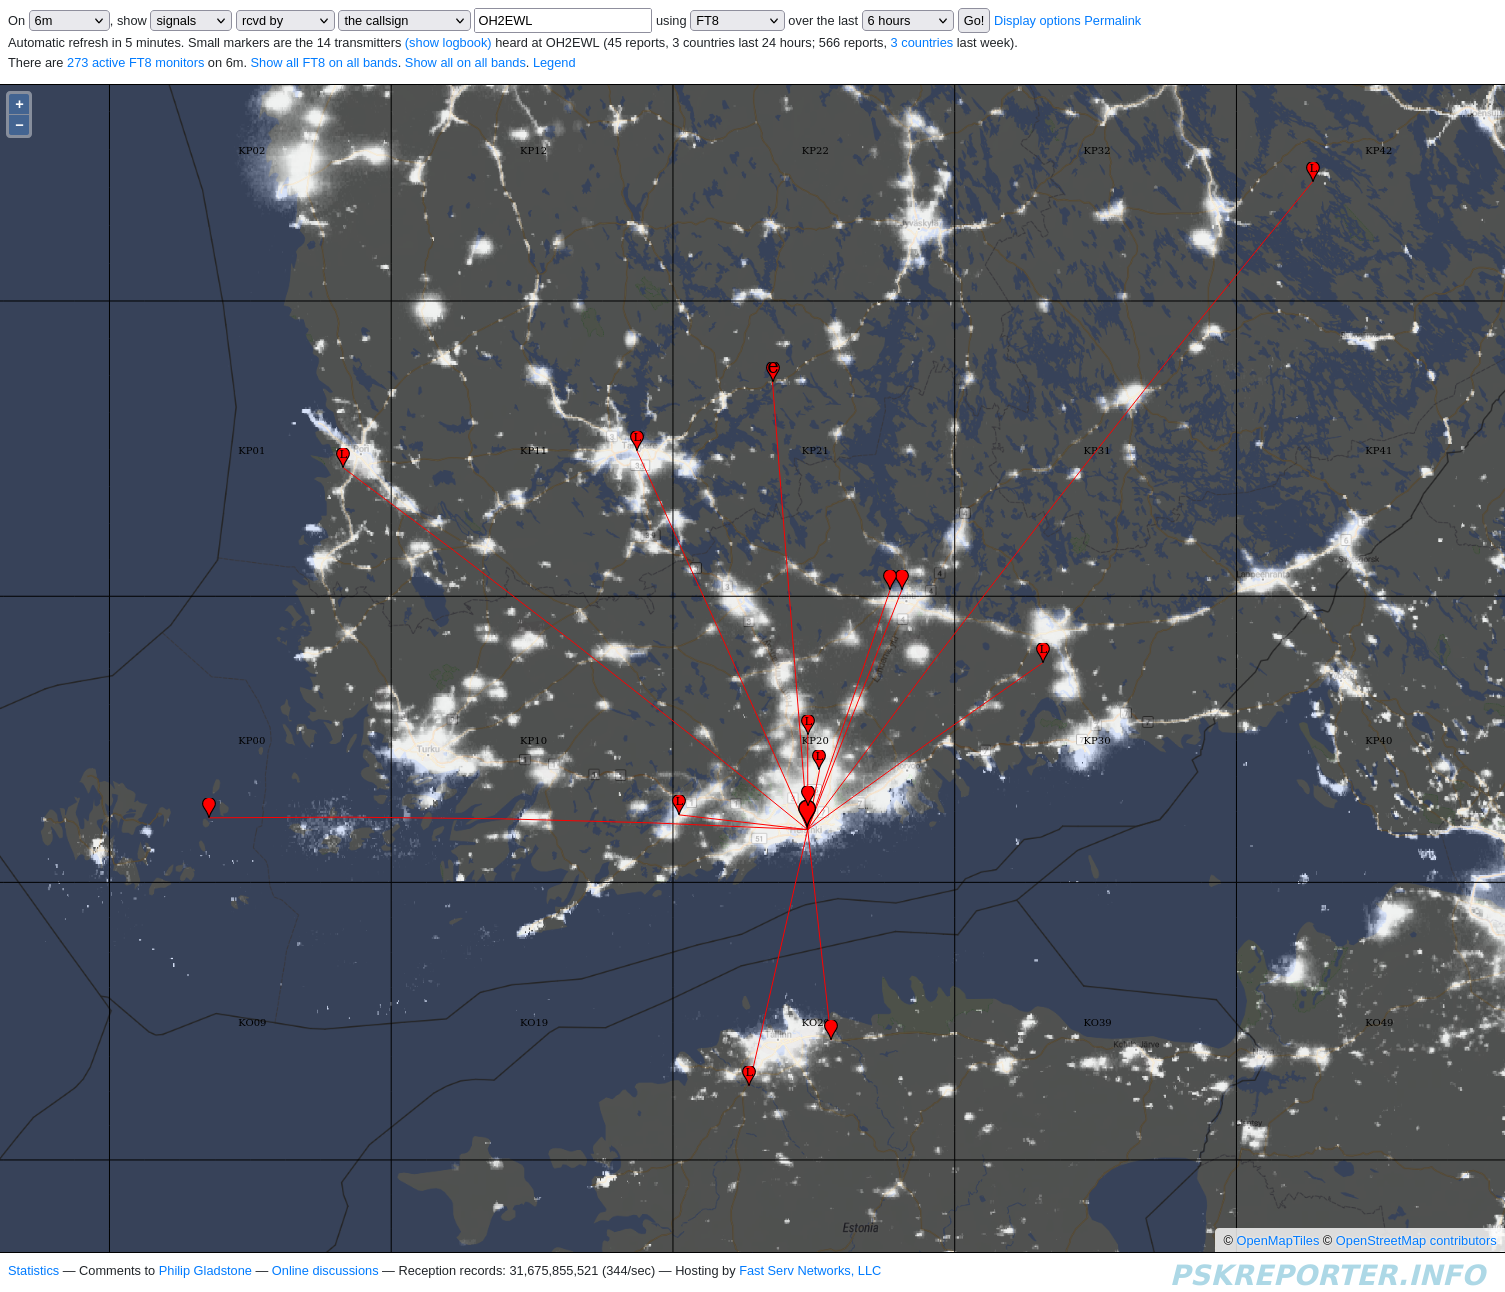 On 6m, show signals rcvd by the callsign OH2EWL using FT8 over the last 6 hours Go! Display options Permalink
Automatic refresh in 5 minutes. Small markers are the 14 transmitters (show logbook) heard at OH2EWL (45 reports, 3 countries last 24 hours; 566 reports, 3 countries last week).
There are 273 active FT8 monitors on 6m. Show all FT8 on all bands. Show all on all bands. Legend
+
−
KP02 KP12 KP22 KP32 KP42
KP01 KP11 KP21 KP31 KP41
Lappeenranta
KP00 KP10 KP20 KP30 KP40
Turku
51
KO09 KO19 KO29 KO39 KO49
Tallinn
Estonia
© OpenMapTiles © OpenStreetMap contributors
Statistics — Comments to Philip Gladstone — Online discussions — Reception records: 31,675,855,521 (344/sec) — Hosting by Fast Serv Networks, LLC
PSKREPORTER.INFO